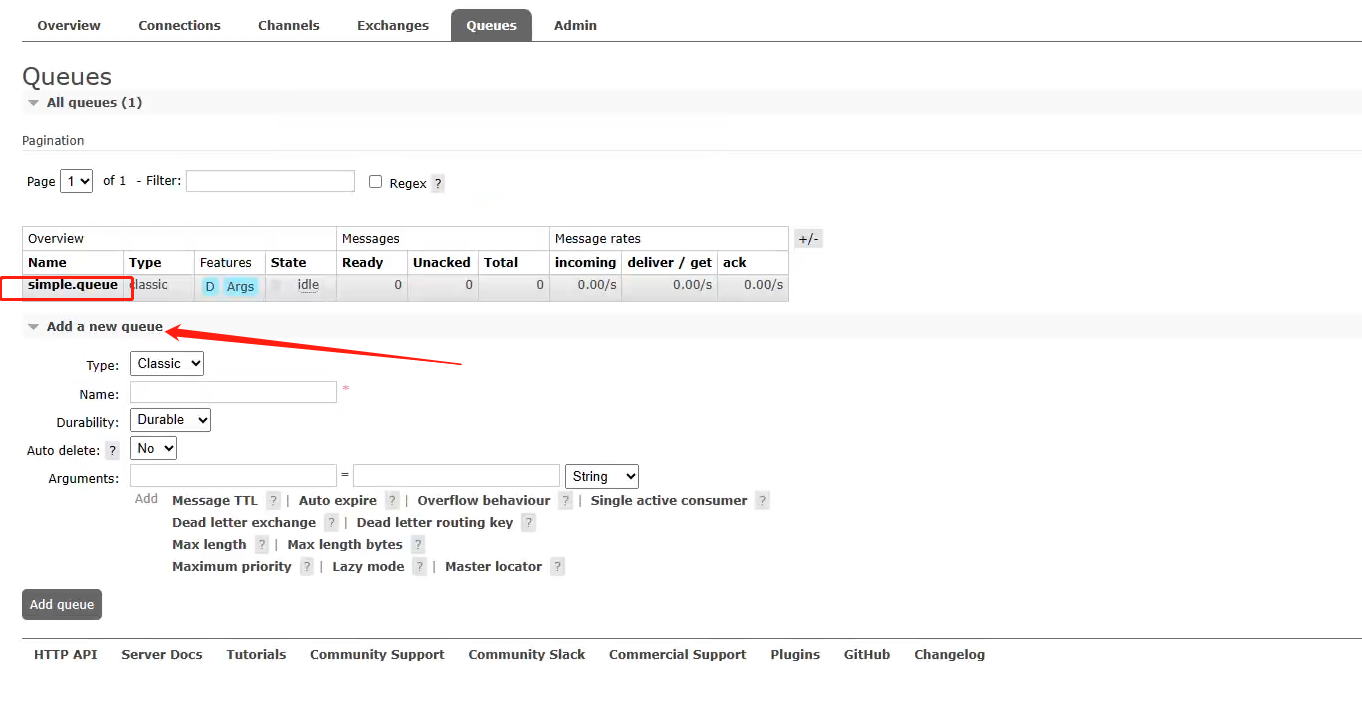 Overview Connections Channels Exchanges Queues Admin
Queues
All queues (1)
Pagination
Page 1 of 1 - Filter: Regex ?
Overview Messages Message rates +/-
Name Type Features State Ready Unacked Total incoming deliver / get ack
simple.queue classic D Args idle 0 0 0 0.00/s 0.00/s 0.00/s
Add a new queue
Type: Classic
Name: *
Durability: Durable
Auto delete: ? No
Arguments: = String
Add Message TTL ? | Auto expire ? | Overflow behaviour ? | Single active consumer ?
Dead letter exchange ? | Dead letter routing key ?
Max length ? | Max length bytes ?
Maximum priority ? | Lazy mode ? | Master locator ?
Add queue
HTTP API Server Docs Tutorials Community Support Community Slack Commercial Support Plugins GitHub Changelog